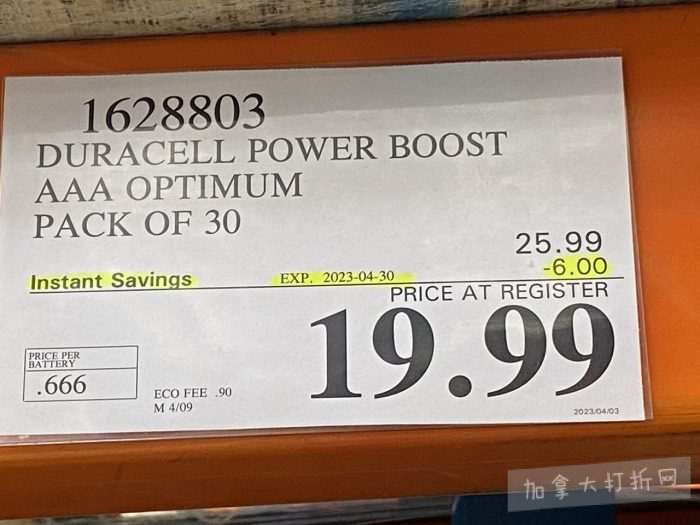 1628803
DURACELL POWER BOOST
AAA OPTIMUM
PACK OF 30
25.99
-6.00
Instant Savings EXP. 2023-04-30
PRICE AT REGISTER
19.99
PRICE PER
BATTERY
.666
ECO FEE .90
M 4/09
2023/04/03
加拿大打折网